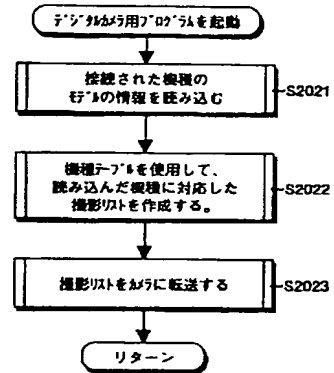 デジタルカメラ用プログラムを起動
接続された機種の
モデルの情報を読み込む
S2021
機種テーブルを使用して、
読み込んだ機種に対応した
撮影リストを作成する。
S2022
撮影リストをカメラに転送する
S2023
リターン